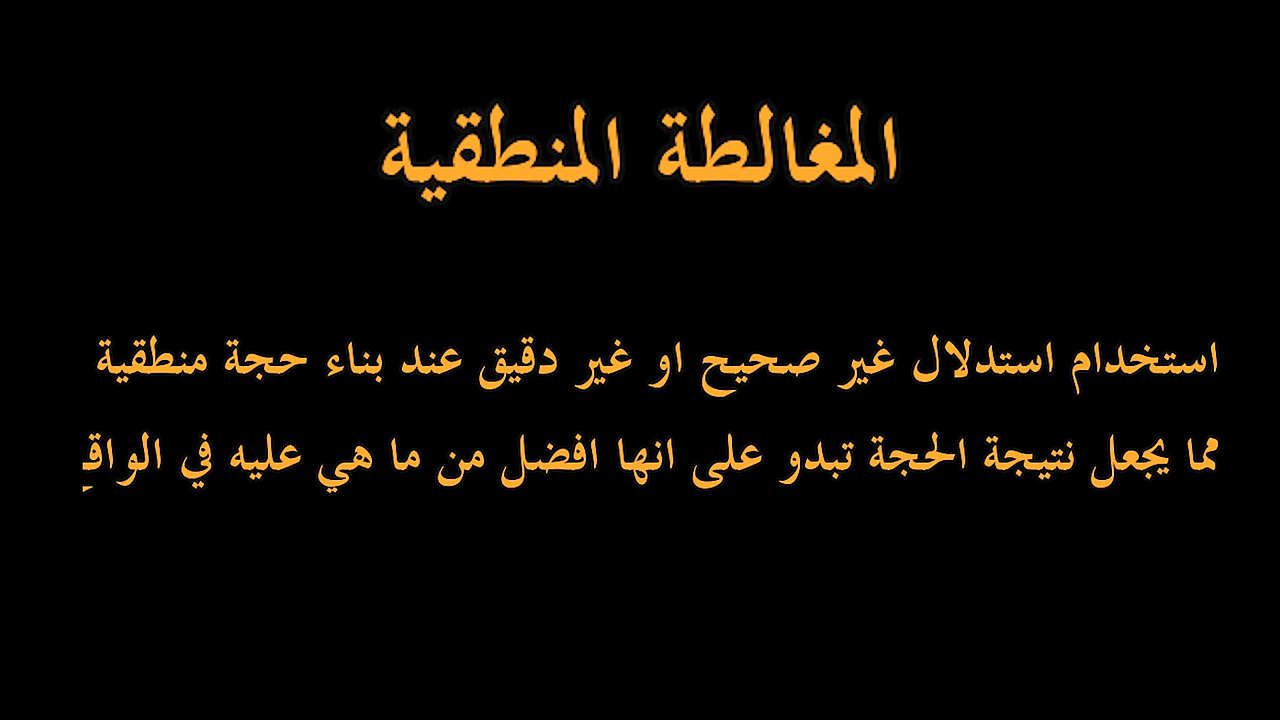 المغالطة المنطقية
استخدام استدلال غير صحيح او غير دقيق عند بناء حجة منطقية
مما يجعل نتيجة الحجة تبدو على انها افضل من ما هي عليه في